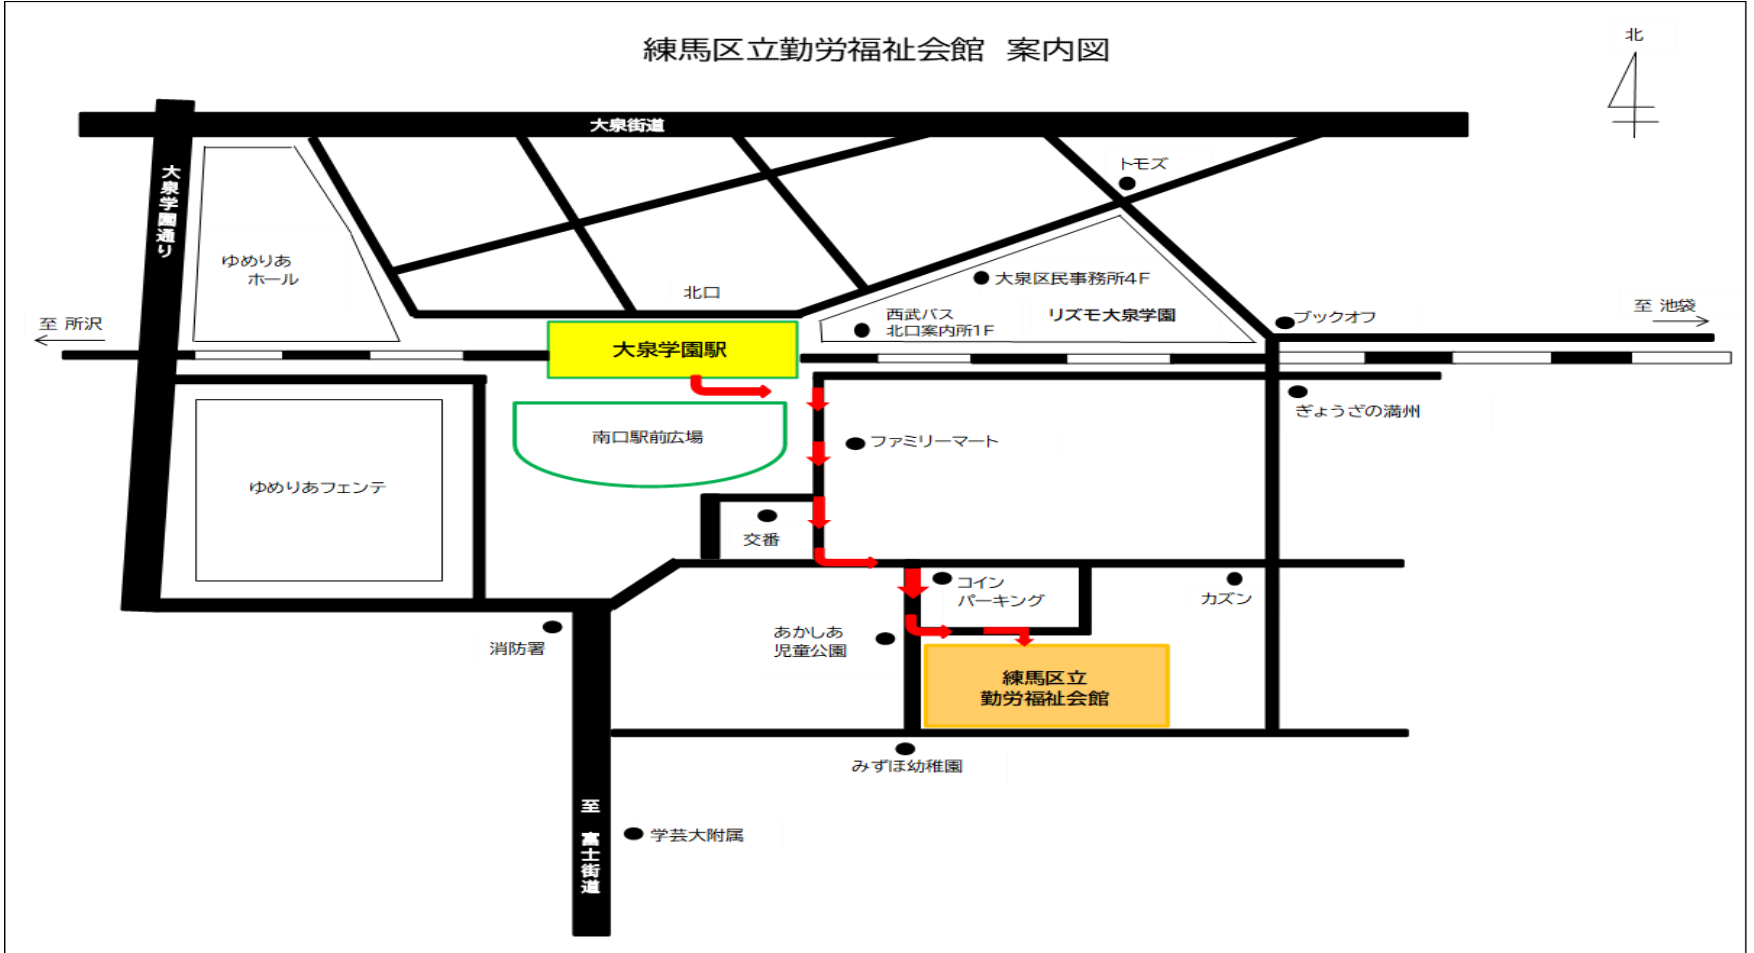 練馬区立勤労福祉会館 案内図
北
大泉街道
大泉学園通り
トモズ
ゆめりあ
ホール
大泉区民事務所4F
北口
西武バス
北口案内所1F
リズモ大泉学園
ブックオフ
至 池袋
至 所沢
大泉学園駅
ぎょうざの満州
南口駅前広場
ファミリーマート
ゆめりあフェンテ
交番
コイン
パーキング
カズン
消防署
あかしあ
児童公園
練馬区立
勤労福祉会館
みずほ幼稚園
至 富士街道
学芸大附属